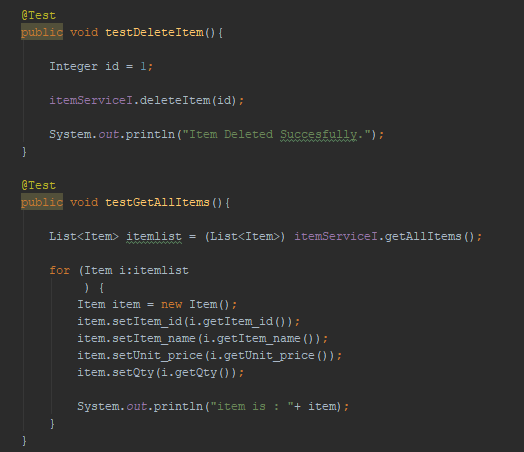 @Test
public void testDeleteItem(){
Integer id = 1;
itemServiceI.deleteItem(id);
System.out.println("Item Deleted Succesfully.");
}
@Test
public void testGetAllItems(){
List<Item> itemlist = (List<Item>) itemServiceI.getAllItems();
for (Item i:itemlist
) {
Item item = new Item();
item.setItem_id(i.getItem_id());
item.setItem_name(i.getItem_name());
item.setUnit_price(i.getUnit_price());
item.setQty(i.getQty());
System.out.println("item is : "+ item);
}
}